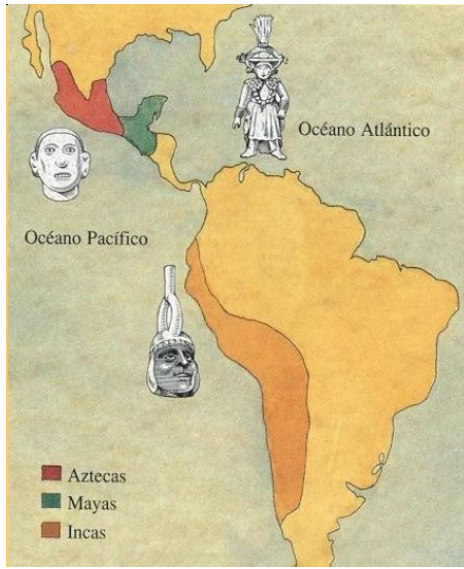 Océano Atlántico
Océano Pacífico
Aztecas
Mayas
Incas